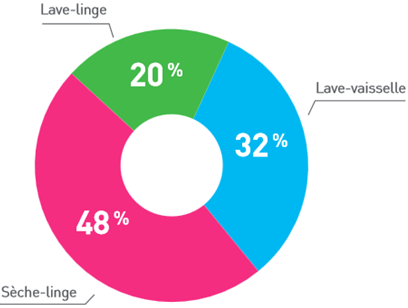 Lave-linge
20 %
Lave-vaisselle
32 %
48 %
Sèche-linge